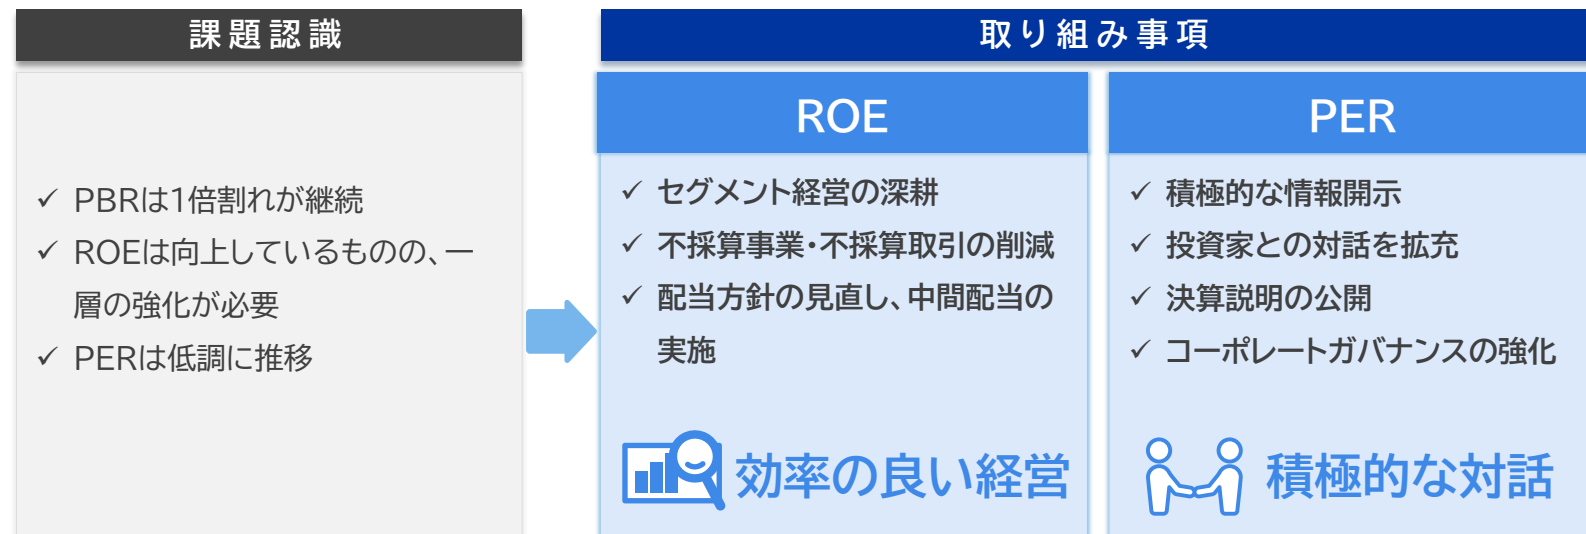 課題認識
✓ PBRは1倍割れが継続
✓ ROEは向上しているものの、一
層の強化が必要
✓ PERは低調に推移
取り組み事項
ROE
✓ セグメント経営の深耕
✓ 不採算事業・不採算取引の削減
✓ 配当方針の見直し、中間配当の
実施
効率の良い経営
PER
✓ 積極的な情報開示
✓ 投資家との対話を拡充
✓ 決算説明の公開
✓ コーポレートガバナンスの強化
積極的な対話